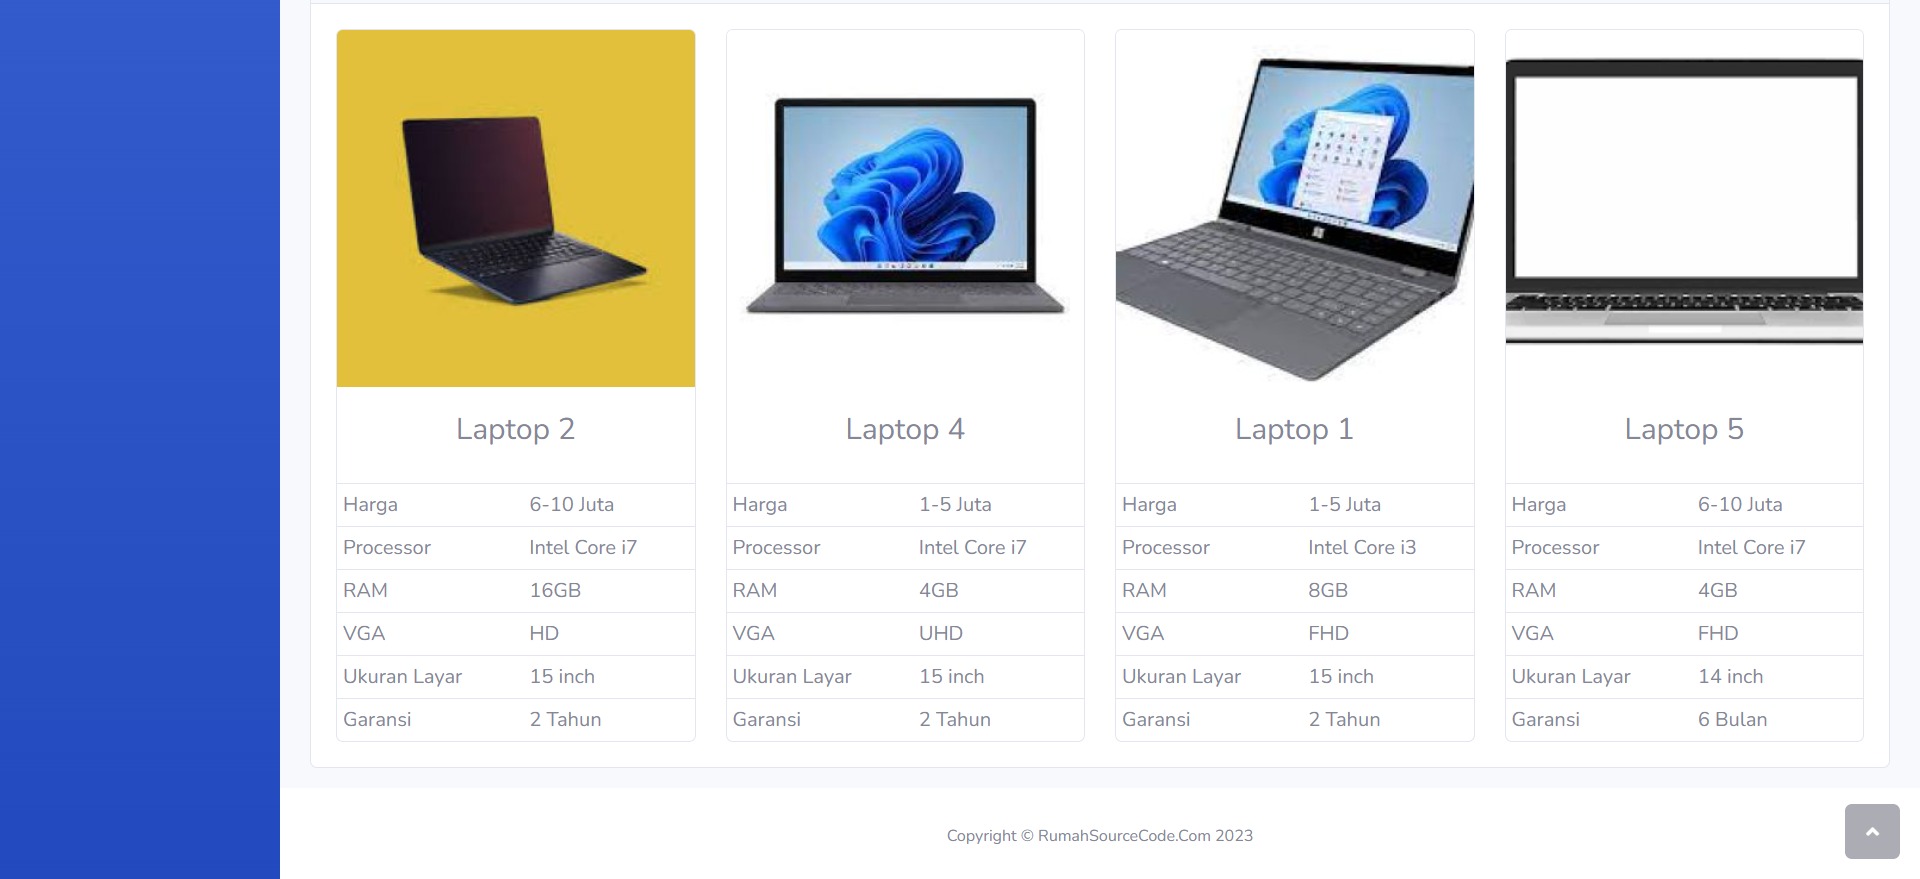 Laptop 2
Harga 6-10 Juta
Processor Intel Core i7
RAM 16GB
VGA HD
Ukuran Layar 15 inch
Garansi 2 Tahun
Laptop 4
Harga 1-5 Juta
Processor Intel Core i7
RAM 4GB
VGA UHD
Ukuran Layar 15 inch
Garansi 2 Tahun
Laptop 1
Harga 1-5 Juta
Processor Intel Core i3
RAM 8GB
VGA FHD
Ukuran Layar 15 inch
Garansi 2 Tahun
Laptop 5
Harga 6-10 Juta
Processor Intel Core i7
RAM 4GB
VGA FHD
Ukuran Layar 14 inch
Garansi 6 Bulan
Copyright © RumahSourceCode.Com 2023